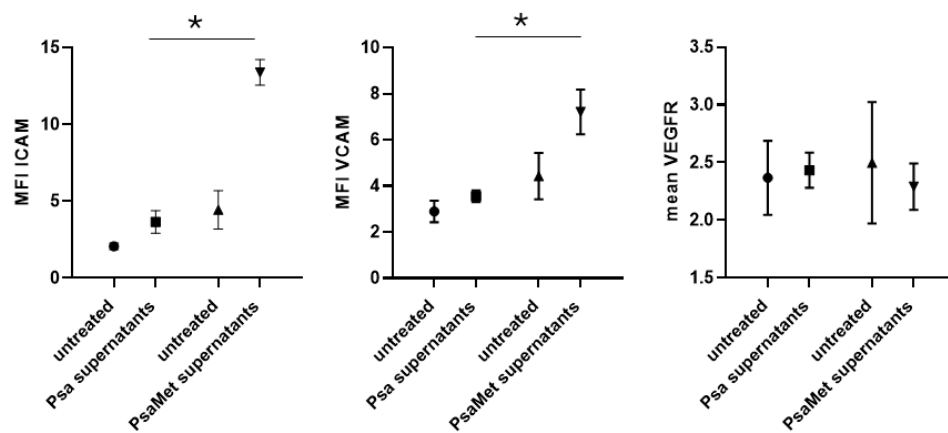 *
15
10
5
0
MFI ICAM
untreated
Psa supernatants
untreated
PsaMet supernatants
*
10
8
6
4
2
0
MFI VCAM
untreated
Psa supernatants
untreated
PsaMet supernatants
3.5
3.0
2.5
2.0
1.5
mean VEGFR
untreated
Psa supernatants
untreated
PsaMet supernatants